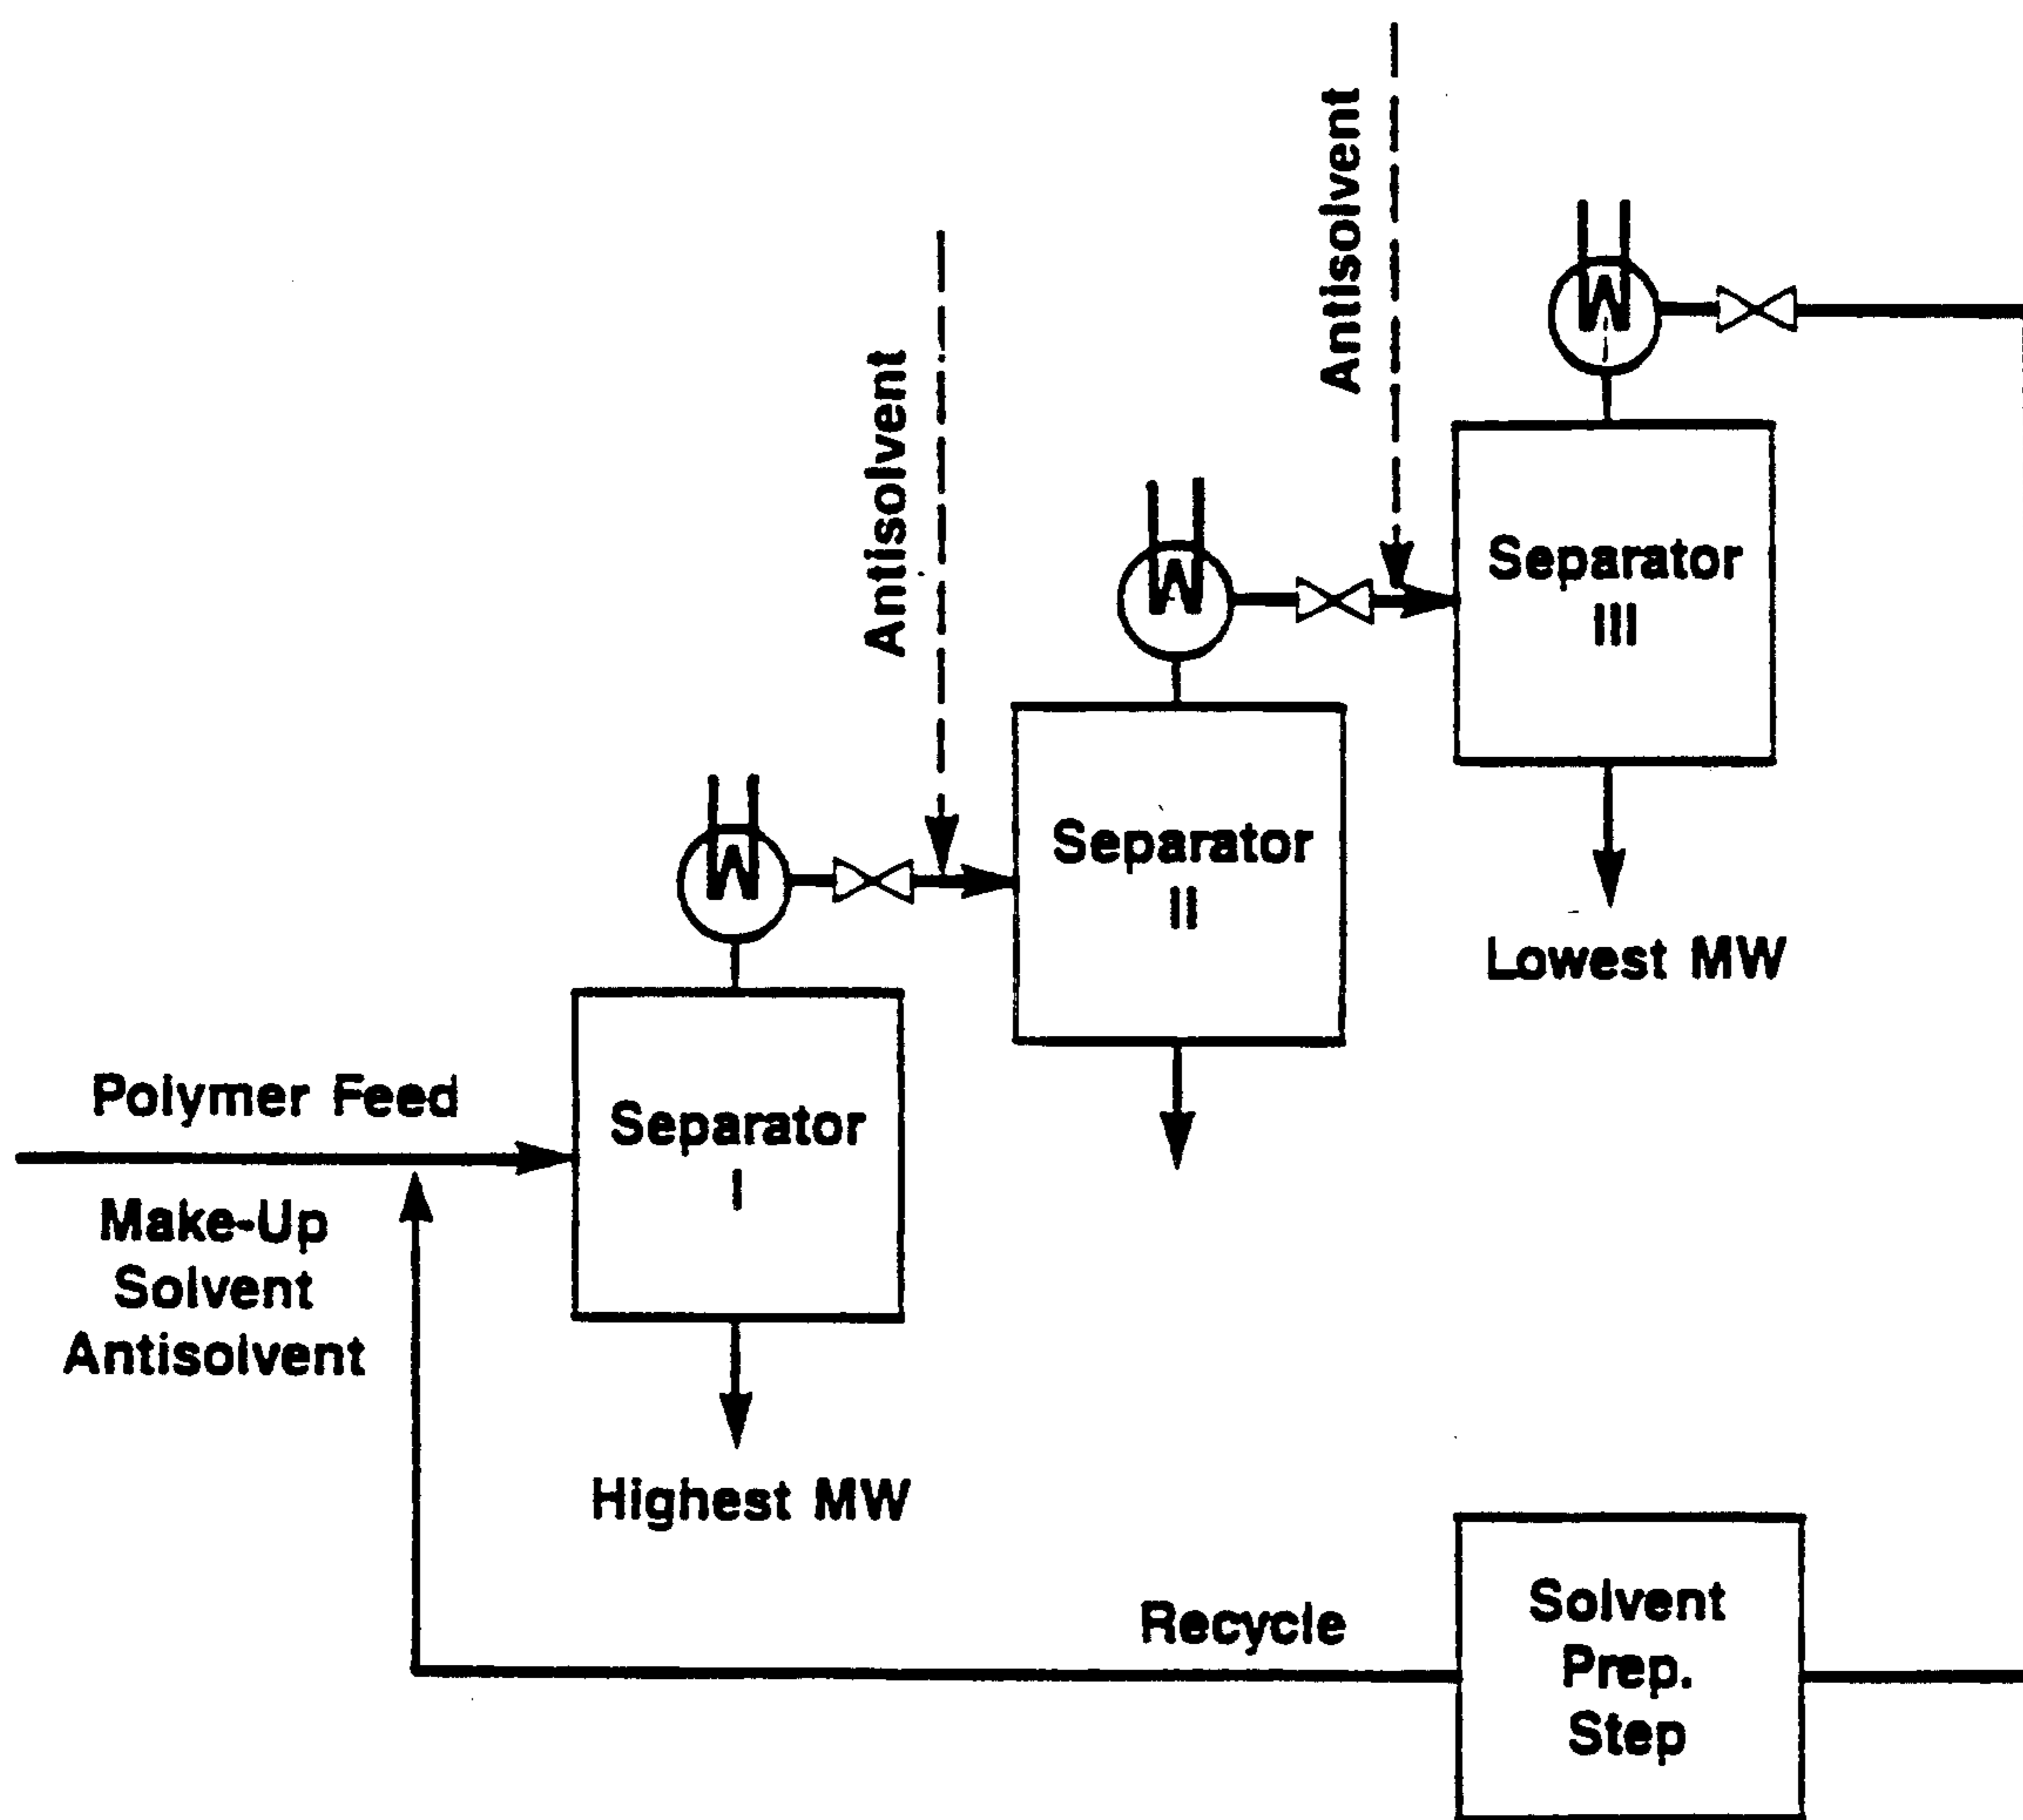 Antisolvent
Antisolvent
Separator
III
Separator
II
Lowest MW
Polymer Feed
Separator
I
Make-Up
Solvent
Antisolvent
Highest MW
Recycle
Solvent
Prep.
Step